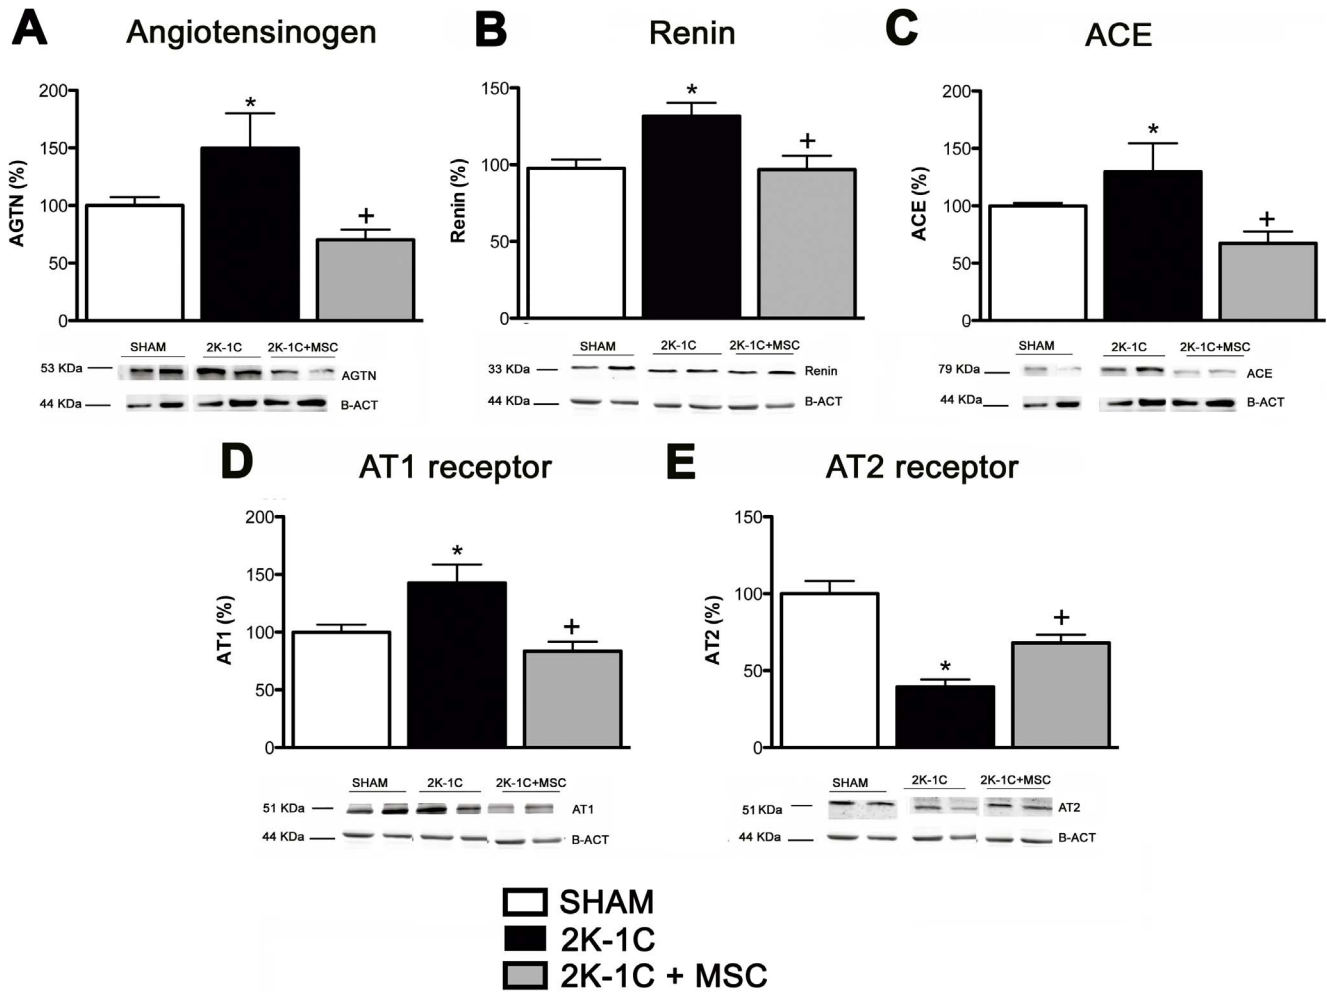 A Angiotensinogen
200
150
100
50
0
AGTN (%)
*
+
SHAM 2K-1C 2K-1C+MSC
53 KDa AGTN
44 KDa B-ACT
B Renin
150
100
50
0
Renin (%)
*
+
SHAM 2K-1C 2K-1C+MSC
33 KDa Renin
44 KDa B-ACT
C ACE
200
150
100
50
0
ACE (%)
*
+
SHAM 2K-1C 2K-1C+MSC
79 KDa ACE
44 KDa B-ACT
D AT1 receptor
200
150
100
50
0
AT1 (%)
*
+
SHAM 2K-1C 2K-1C+MSC
51 KDa AT1
44 KDa B-ACT
E AT2 receptor
150
100
50
0
AT2 (%)
*
+
SHAM 2K-1C 2K-1C+MSC
51 KDa AT2
44 KDa B-ACT
SHAM
2K-1C
2K-1C + MSC